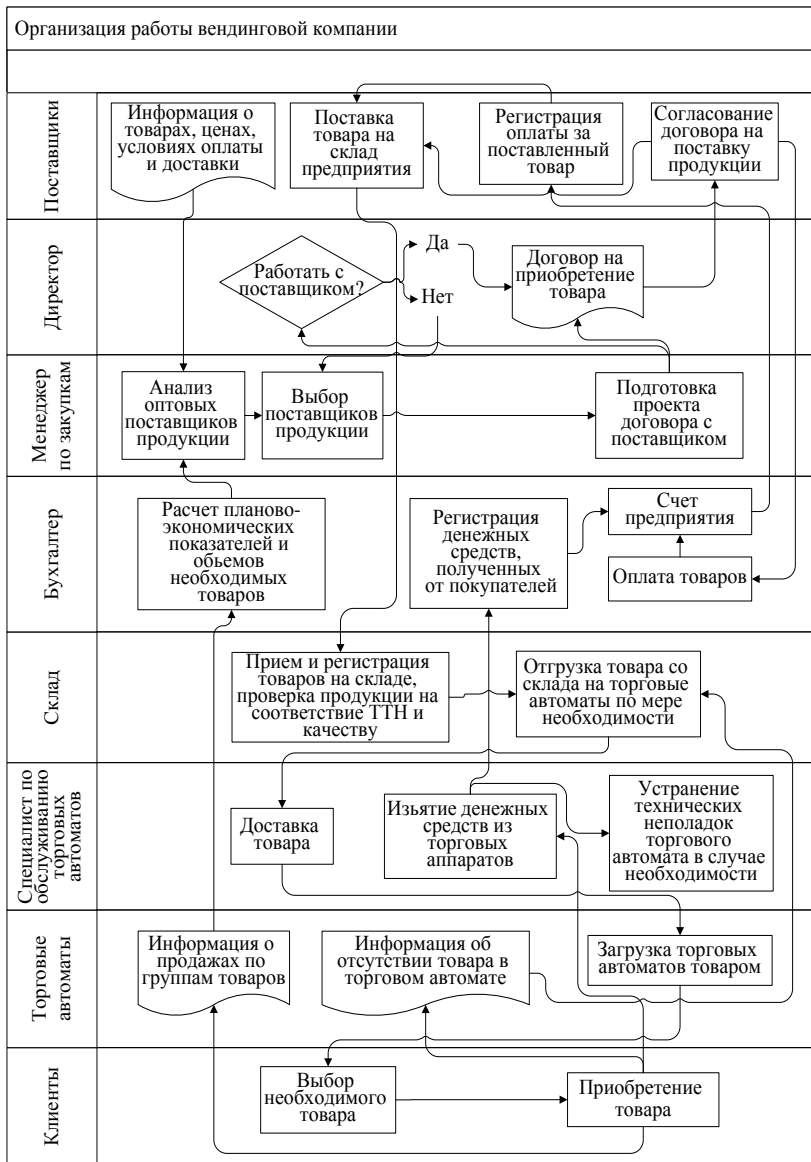 Организация работы вендинговой компании
Поставщики
Информация о
товарах, ценах,
условиях оплаты
и доставки
Поставка
товара на
склад
предприятия
Регистрация
оплаты за
поставленный
товар
Согласование
договора на
поставку
продукции
Директор
Работать с
поставщиком?
Да
Нет
Договор на
приобретение
товара
Менеджер
по закупкам
Анализ
оптовых
поставщиков
продукции
Выбор
поставщиков
продукции
Подготовка
проекта
договора с
поставщиком
Бухгалтер
Расчет планово-
экономических
показателей и
обьемов
необходимых
товаров
Регистрация
денежных
средств,
полученных
от покупателей
Счет
предприятия
Оплата товаров
Склад
Прием и регистрация
товаров на складе,
проверка продукции на
соответствие ТТН и
качеству
Отгрузка товара со
склада на торговые
автоматы по мере
необходимости
Специалист по
обслуживанию
торговых
автоматов
Доставка
товара
Изьятие денежных
средств из
торговых
аппаратов
Устранение
технических
неполадок
торгового
автомата в случае
необходимости
Торговые
автоматы
Информация о
продажах по
группам товаров
Информация об
отсутствии товара в
торговом автомате
Загрузка торговых
автоматов товаром
Клиенты
Выбор
необходимого
товара
Приобретение
товара